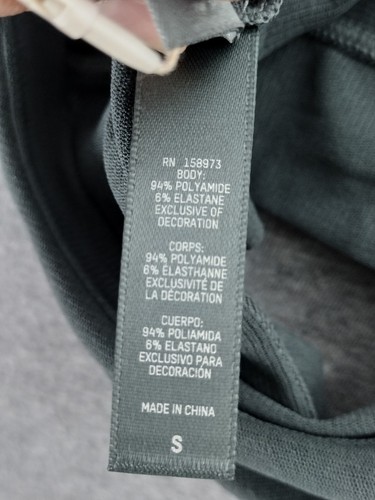 RN 158973
BODY:
94% POLYAMIDE
6% ELASTANE
EXCLUSIVE OF
DECORATION
CORPS:
94% POLYAMIDE
6% ÉLASTHANNE
EXCLUSIVITÉ DE
LA DÉCORATION
CUERPO:
94% POLIAMIDA
6% ELASTANO
EXCLUSIVO PARA
DECORACIÓN
MADE IN CHINA
S